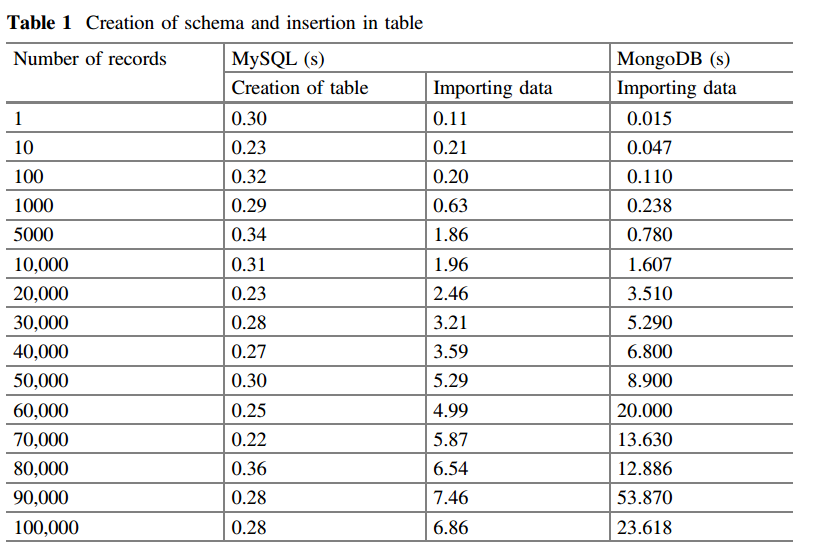 Table 1 Creation of schema and insertion in table
Number of records MySQL (s) MongoDB (s)
Creation of table Importing data Importing data
1 0.30 0.11 0.015
10 0.23 0.21 0.047
100 0.32 0.20 0.110
1000 0.29 0.63 0.238
5000 0.34 1.86 0.780
10,000 0.31 1.96 1.607
20,000 0.23 2.46 3.510
30,000 0.28 3.21 5.290
40,000 0.27 3.59 6.800
50,000 0.30 5.29 8.900
60,000 0.25 4.99 20.000
70,000 0.22 5.87 13.630
80,000 0.36 6.54 12.886
90,000 0.28 7.46 53.870
100,000 0.28 6.86 23.618